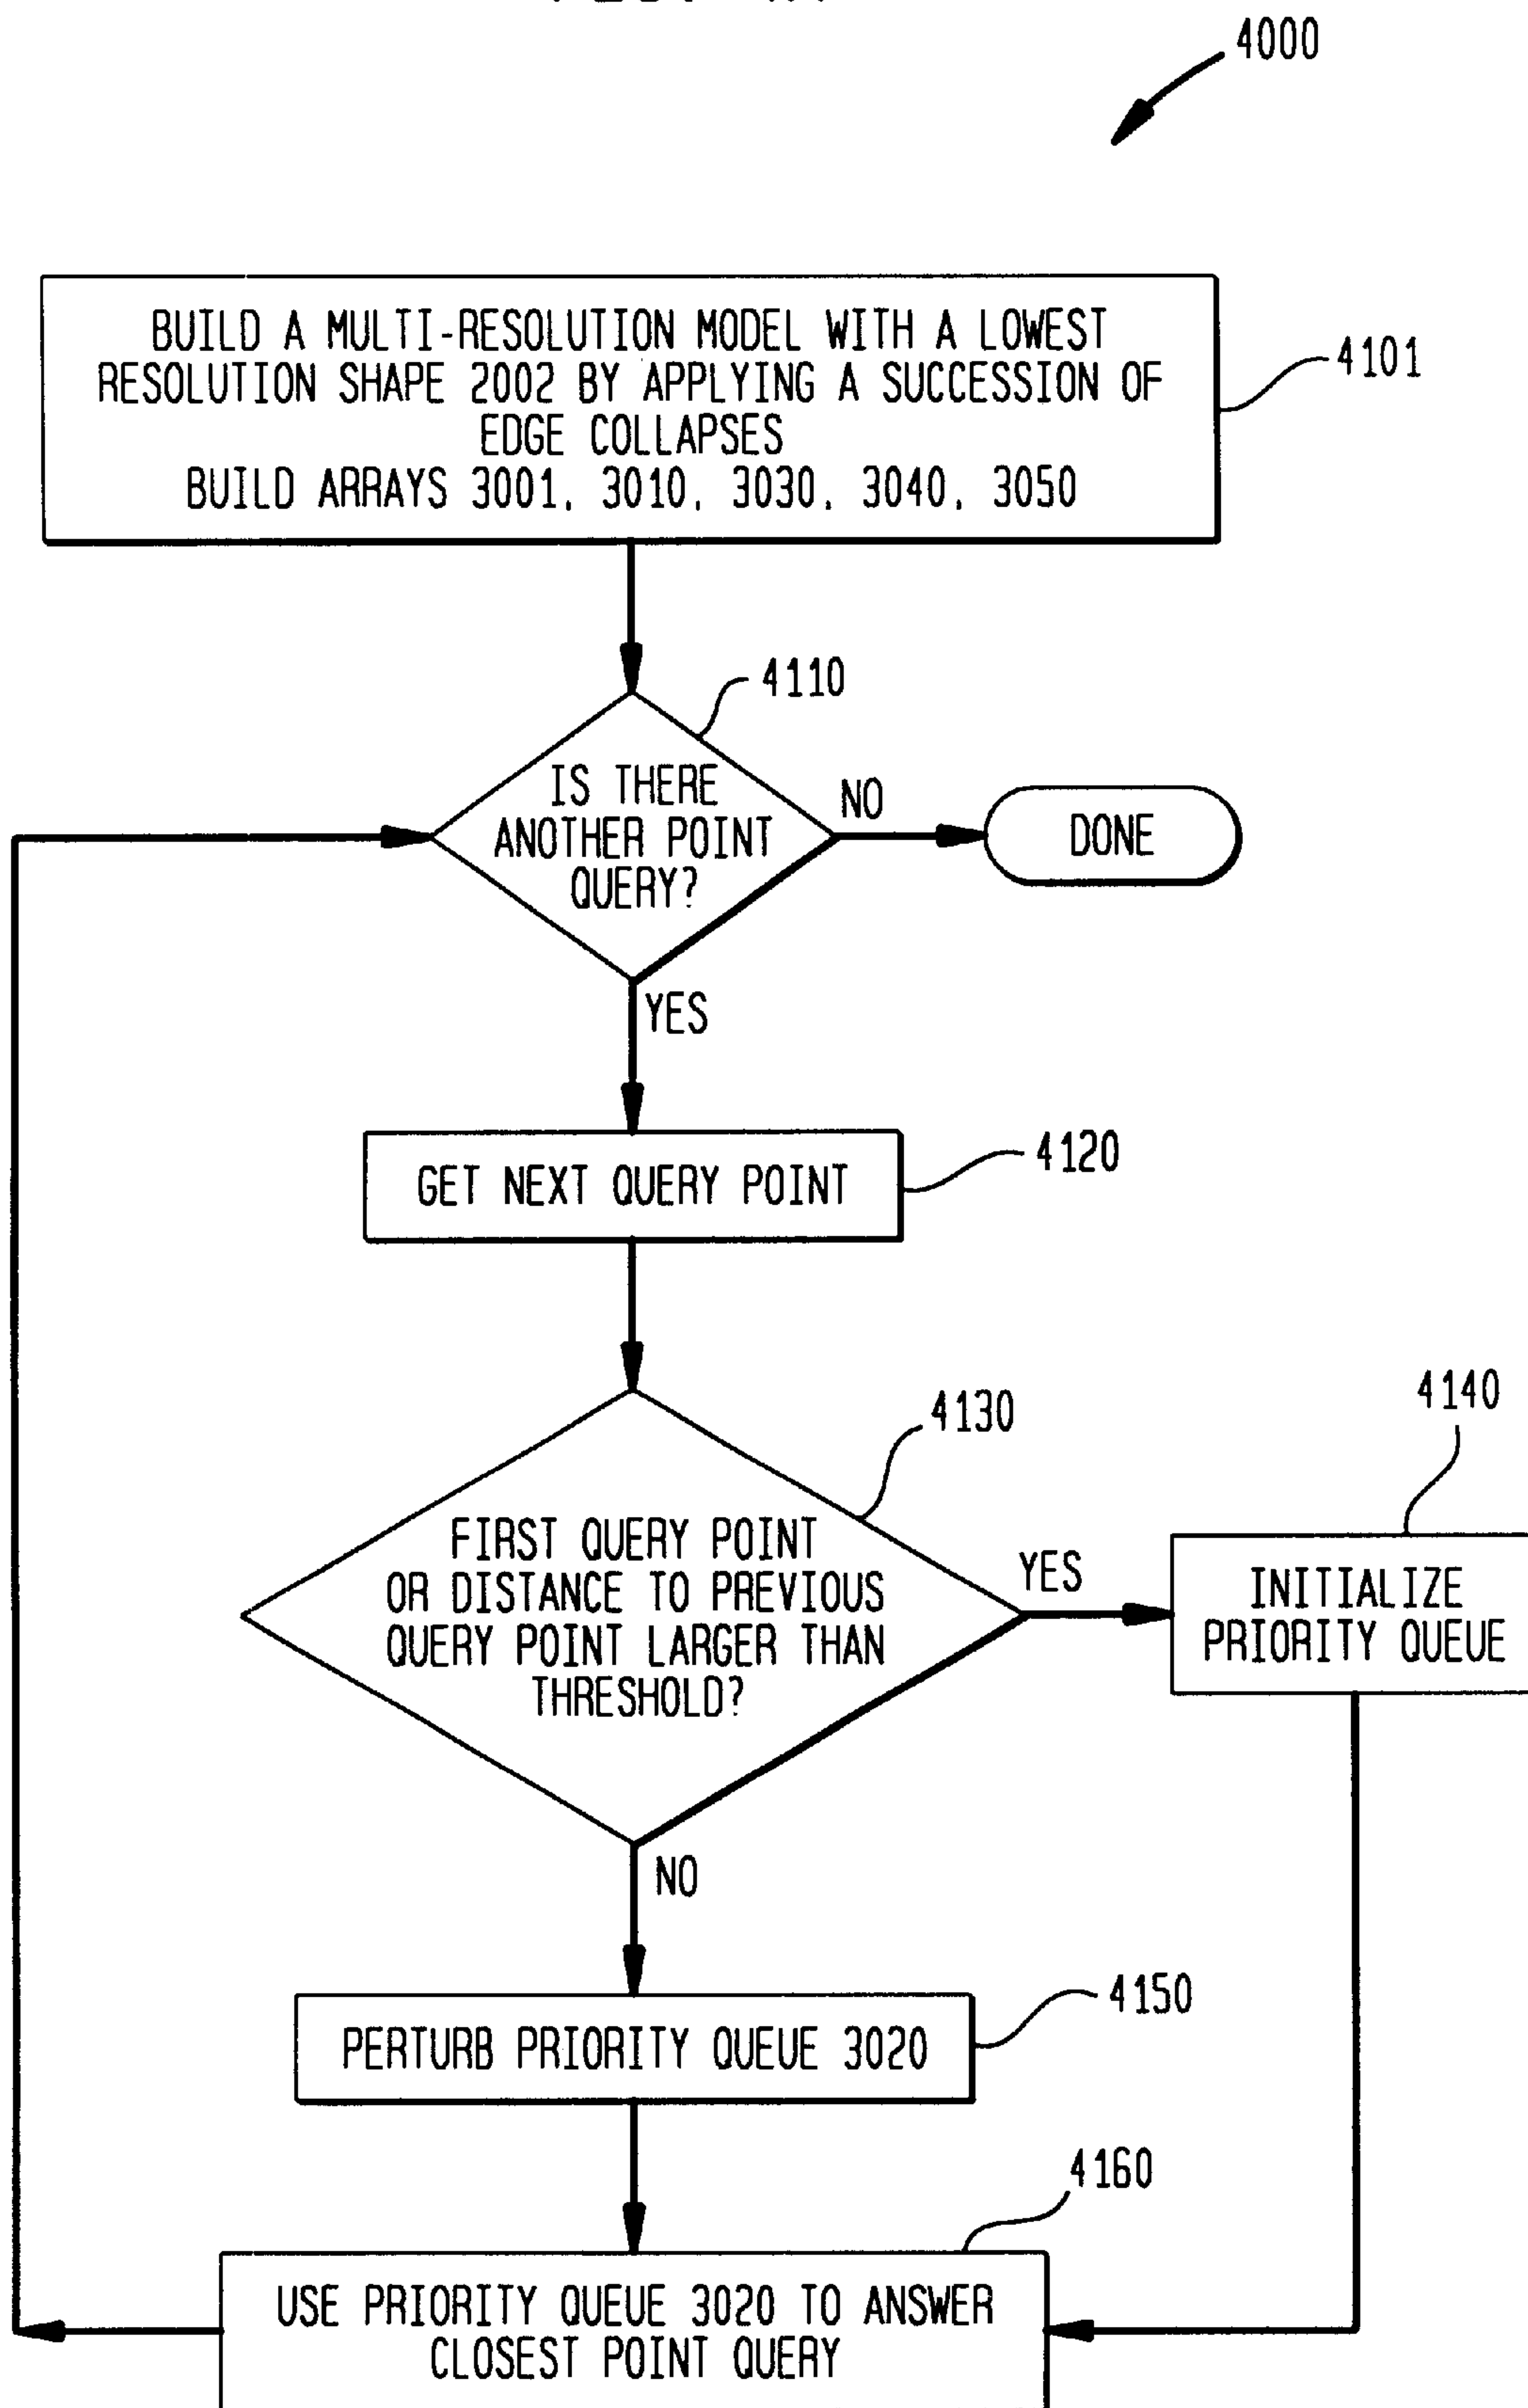 4000
BUILD A MULTI-RESOLUTION MODEL WITH A LOWEST
RESOLUTION SHAPE 2002 BY APPLYING A SUCCESSION OF
EDGE COLLAPSES
BUILD ARRAYS 3001, 3010, 3030, 3040, 3050
4101
4110
IS THERE
ANOTHER POINT
QUERY?
NO
DONE
YES
GET NEXT QUERY POINT
4120
4130
4140
FIRST QUERY POINT
OR DISTANCE TO PREVIOUS
QUERY POINT LARGER THAN
THRESHOLD?
YES
INITIALIZE
PRIORITY QUEUE
NO
4150
PERTURB PRIORITY QUEUE 3020
4160
USE PRIORITY QUEUE 3020 TO ANSWER
CLOSEST POINT QUERY